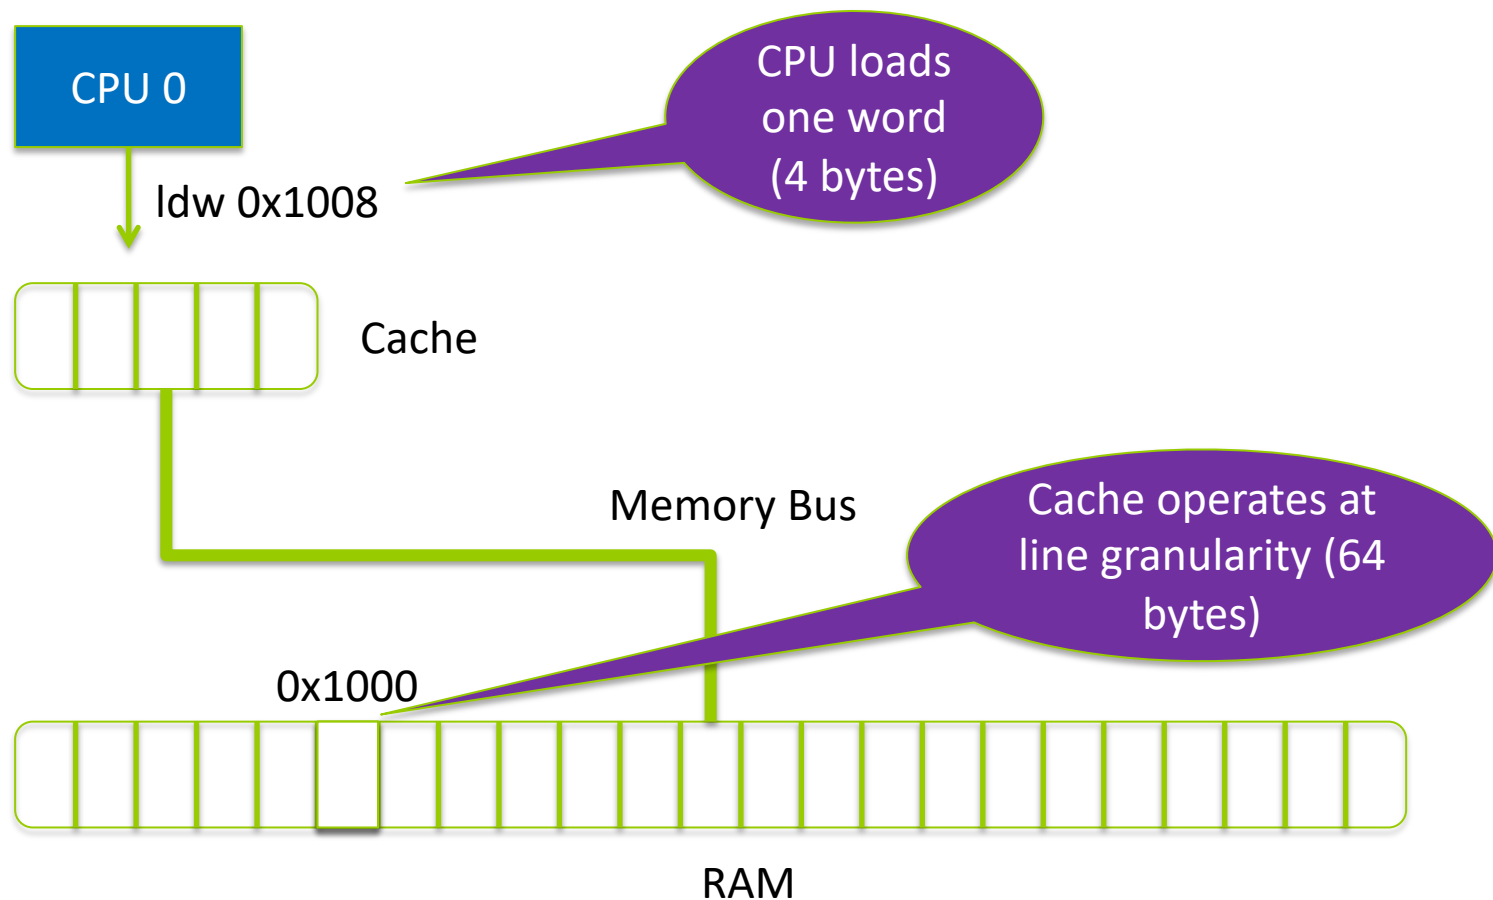 CPU 0
CPU loads
one word
(4 bytes)
ldw 0x1008
Cache
Memory Bus
Cache operates at
line granularity (64
bytes)
0x1000
RAM